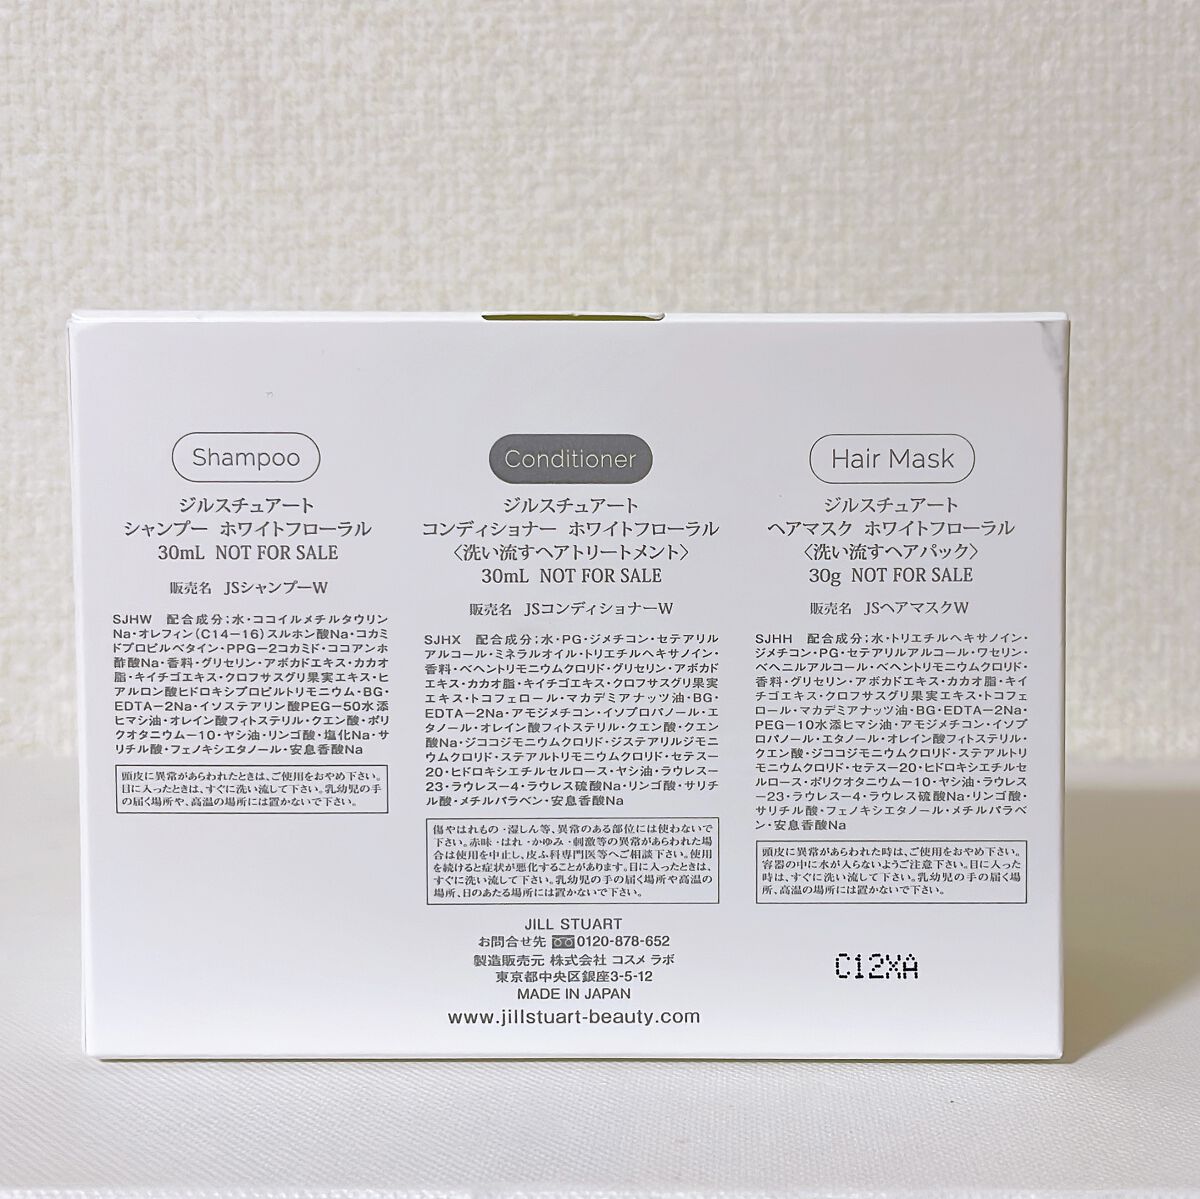 Shampoo
ジルスチュアート
シャンプー ホワイトフローラル
30mL NOT FOR SALE
販売名 JSシャンプーW
SJHW 配合成分;水・ココイルメチルタウリン
Na・オレフィン(C14−16)スルホン酸Na・コカミ
ドプロピルベタイン・PPG−2コカミド・ココアンホ
酢酸Na・香料・グリセリン・アボカドエキス・カカオ
脂・キイチゴエキス・クロフサスグリ果実エキス・ヒ
アルロン酸ヒドロキシプロピルトリモニウム・BG・
EDTA−2Na・イソステアリン酸PEG−50水添
ヒマシ油・オレイン酸フィトステリル・クエン酸・ポリ
クオタニウム−10・ヤシ油・リンゴ酸・塩化Na・サ
リチル酸・フェノキシエタノール・安息香酸Na
頭皮に異常があらわれたときは、ご使用をおやめ下さい。
目に入ったときは、すぐに洗い流して下さい。乳幼児の手
の届く場所や、高温の場所には置かないで下さい。
Conditioner
ジルスチュアート
コンディショナー ホワイトフローラル
〈洗い流すヘアトリートメント〉
30mL NOT FOR SALE
販売名 JSコンディショナーW
SJHX 配合成分;水・PG・ジメチコン・セテアリル
アルコール・ミネラルオイル・トリエチルヘキサノイン・
香料・ベヘントリモニウムクロリド・グリセリン・アボカド
エキス・カカオ脂・キイチゴエキス・クロフサスグリ果実
エキス・トコフェロール・マカデミアナッツ油・BG・
EDTA−2Na・アモジメチコン・イソプロパノール・エ
タノール・オレイン酸フィトステリル・クエン酸・クエン
酸Na・ジココジモニウムクロリド・ジステアリルジモニ
ウムクロリド・ステアルトリモニウムクロリド・セテス−
20・ヒドロキシエチルセルロース・ヤシ油・ラウレス−
23・ラウレス−4・ラウレス硫酸Na・リンゴ酸・サリチ
ル酸・メチルパラベン・安息香酸Na
傷やはれもの・湿しん等、異常のある部位には使わないで
下さい。赤味・はれ・かゆみ・刺激等の異常があらわれた場
合は使用を中止し、皮ふ科専門医等へご相談下さい。使用
を続けると症状が悪化することがあります。目に入ったときは、
すぐに洗い流して下さい。乳幼児の手の届く場所や高温の
場所、日のあたる場所には置かないで下さい。
Hair Mask
ジルスチュアート
ヘアマスク ホワイトフローラル
〈洗い流すヘアパック〉
30g NOT FOR SALE
販売名 JSヘアマスクW
SJHH 配合成分;水・トリエチルヘキサノイン・
ジメチコン・PG・セテアリルアルコール・ワセリン・
ベヘニルアルコール・ベヘントリモニウムクロリド・
香料・グリセリン・アボカドエキス・カカオ脂・キイ
チゴエキス・クロフサスグリ果実エキス・トコフェ
ロール・マカデミアナッツ油・BG・EDTA−2Na・
PEG−10水添ヒマシ油・アモジメチコン・イソプ
ロパノール・エタノール・オレイン酸フィトステリル・
クエン酸・ジココジモニウムクロリド・ステアルトリ
モニウムクロリド・セテス−20・ヒドロキシエチルセ
ルロース・ポリクオタニウム−10・ヤシ油・ラウレス
−23・ラウレス−4・ラウレス硫酸Na・リンゴ酸・
サリチル酸・フェノキシエタノール・メチルパラベ
ン・安息香酸Na
頭皮に異常があらわれた時は、ご使用をおやめ下さい。
容器の中に水が入らないようご注意下さい。目に入った
時は、すぐに洗い流して下さい。乳幼児の手の届く場
所、高温の場所には置かないで下さい。
JILL STUART
お問合せ先 0120-878-652
製造販売元 株式会社 コスメ ラボ
東京都中央区銀座3-5-12
MADE IN JAPAN
www.jillstuart-beauty.com
C12XA